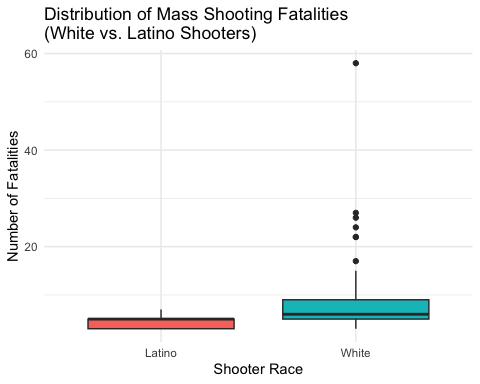 Distribution of Mass Shooting Fatalities
(White vs. Latino Shooters)
60
40
20
Number of Fatalities
Latino
White
Shooter Race